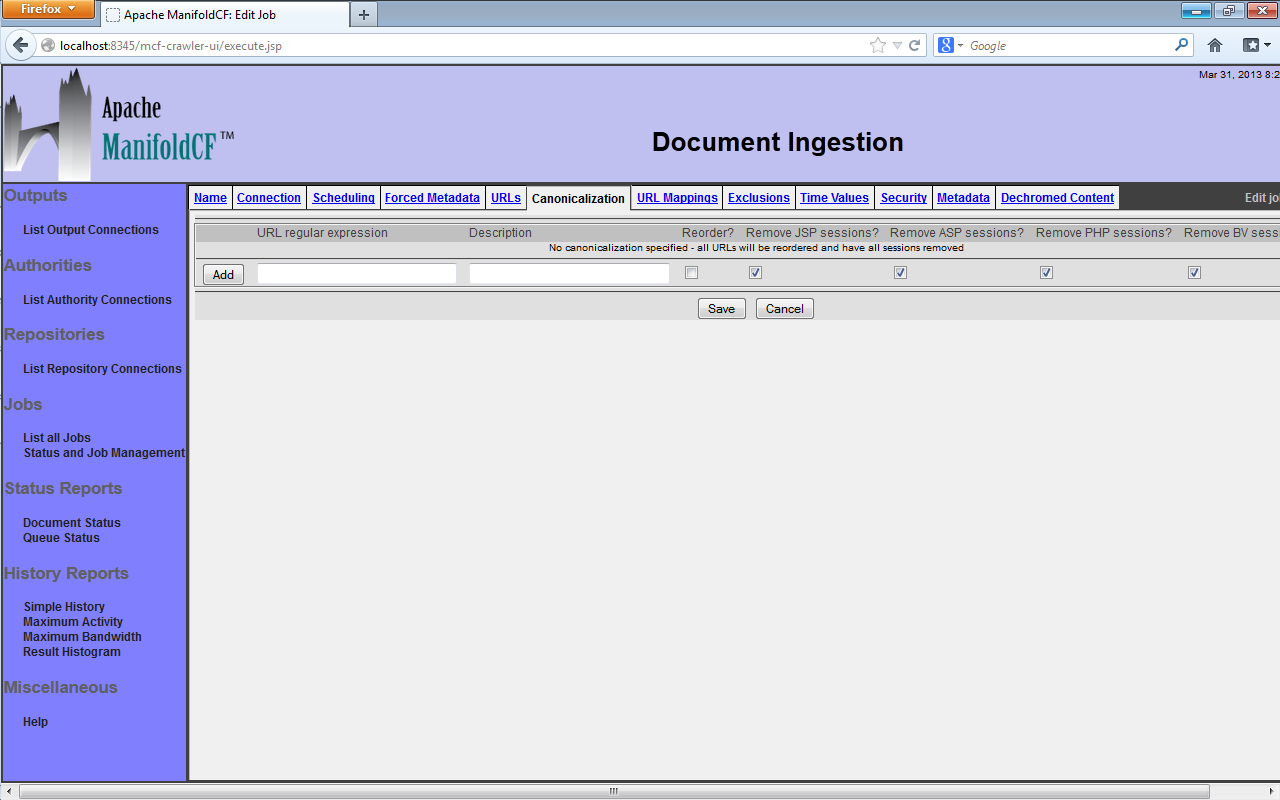 Firefox
Apache ManifoldCF: Edit Job
localhost:8345/mcf-crawler-ui/execute.jsp
Google
Mar 31, 2013 8:2
Apache
ManifoldCF™
Document Ingestion
Outputs
List Output Connections
Authorities
List Authority Connections
Repositories
List Repository Connections
Jobs
List all Jobs
Status and Job Management
Status Reports
Document Status
Queue Status
History Reports
Simple History
Maximum Activity
Maximum Bandwidth
Result Histogram
Miscellaneous
Help
Name Connection Scheduling Forced Metadata URLs Canonicalization URL Mappings Exclusions Time Values Security Metadata Dechromed Content Edit jo
URL regular expression Description Reorder? Remove JSP sessions? Remove ASP sessions? Remove PHP sessions? Remove BV sess
No canonicalization specified - all URLs will be reordered and have all sessions removed
Add
Save Cancel